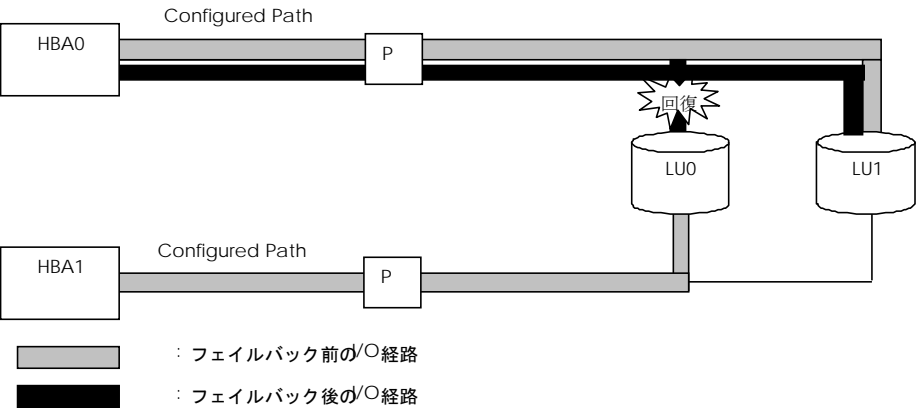 Configured Path
HBA0
P
回復
LU0
LU1
Configured Path
HBA1
P
: フェイルバック前のI/O経路
: フェイルバック後のI/O経路